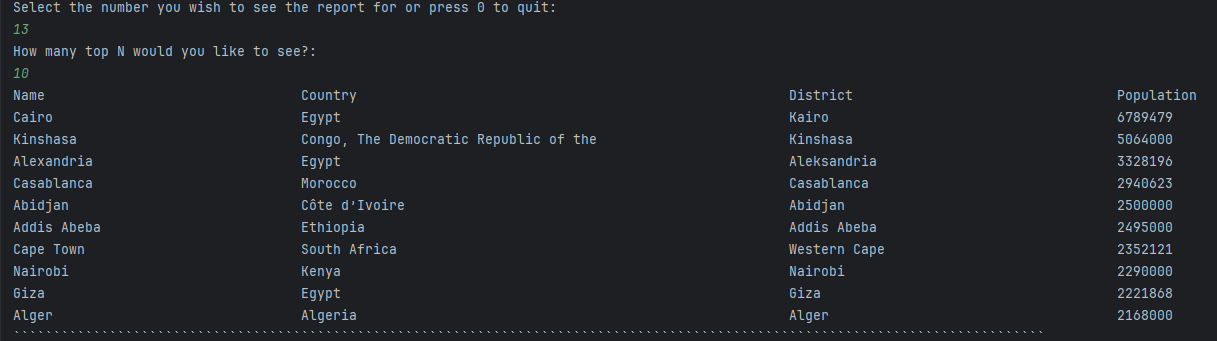 Select the number you wish to see the report for or press 0 to quit:
13
How many top N would you like to see?:
10
Name Country District Population
Cairo Egypt Kairo 6789479
Kinshasa Congo, The Democratic Republic of the Kinshasa 5064000
Alexandria Egypt Aleksandria 3328196
Casablanca Morocco Casablanca 2940623
Abidjan Côte d’Ivoire Abidjan 2500000
Addis Abeba Ethiopia Addis Abeba 2495000
Cape Town South Africa Western Cape 2352121
Nairobi Kenya Nairobi 2290000
Giza Egypt Giza 2221868
Alger Algeria Alger 2168000